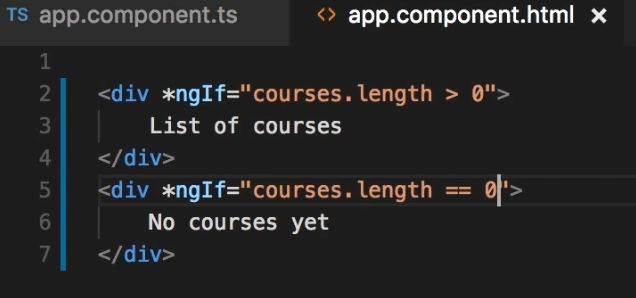 TS app.component.ts <> app.component.html ×
1
2 <div *ngIf="courses.length > 0">
3 List of courses
4 </div>
5 <div *ngIf="courses.length == 0">
6 No courses yet
7 </div>